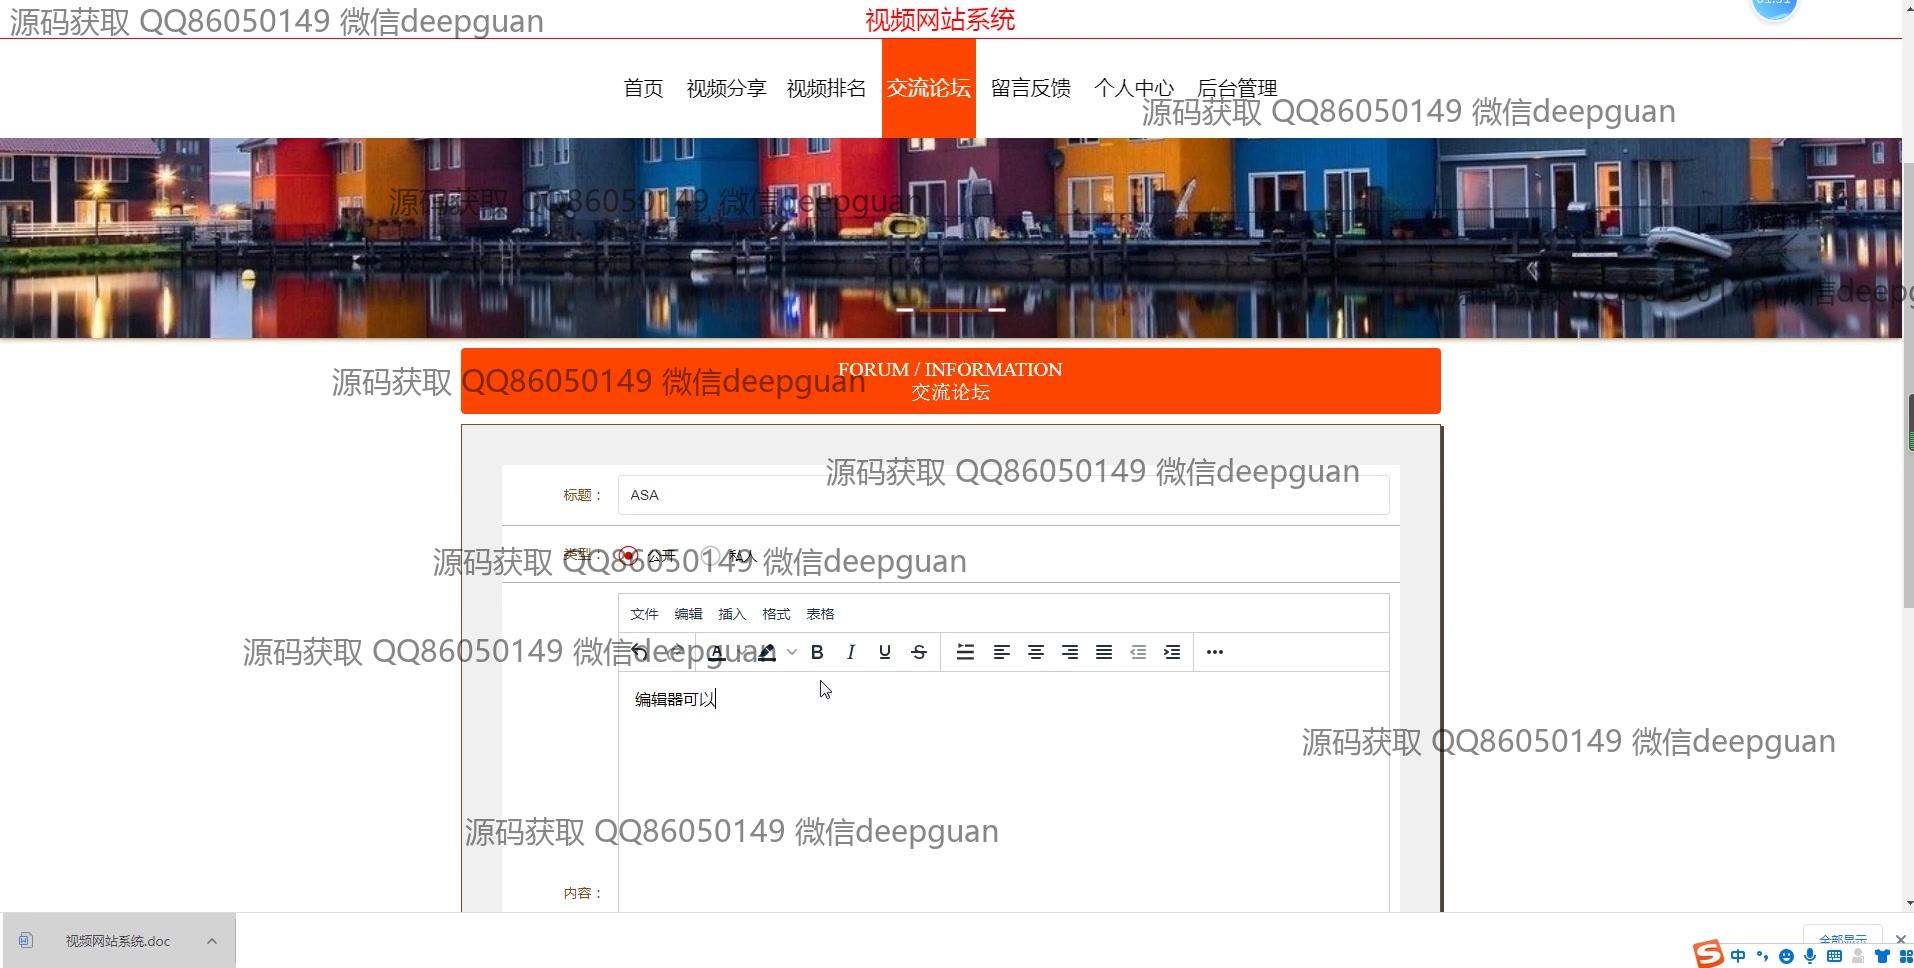 源码获取 QQ86050149 微信deepguan
视频网站系统
首页 视频分享 视频排名 交流论坛 留言反馈 个人中心 后台管理
源码获取 QQ86050149 微信deepguan
源码获取 QQ86050149 微信deepguan
源码获取 QQ86050149 微信deep
FORUM / INFORMATION
源码获取 QQ86050149 微信deepguan
交流论坛
源码获取 QQ86050149 微信deepguan
标题： ASA
类型： 公开 私人
源码获取 QQ86050149 微信deepguan
文件 编辑 插入 格式 表格
源码获取 QQ86050149 微信deepguan
编辑器可以
源码获取 QQ86050149 微信deepguan
源码获取 QQ86050149 微信deepguan
内容：
视频网站系统.doc
全部显示
中